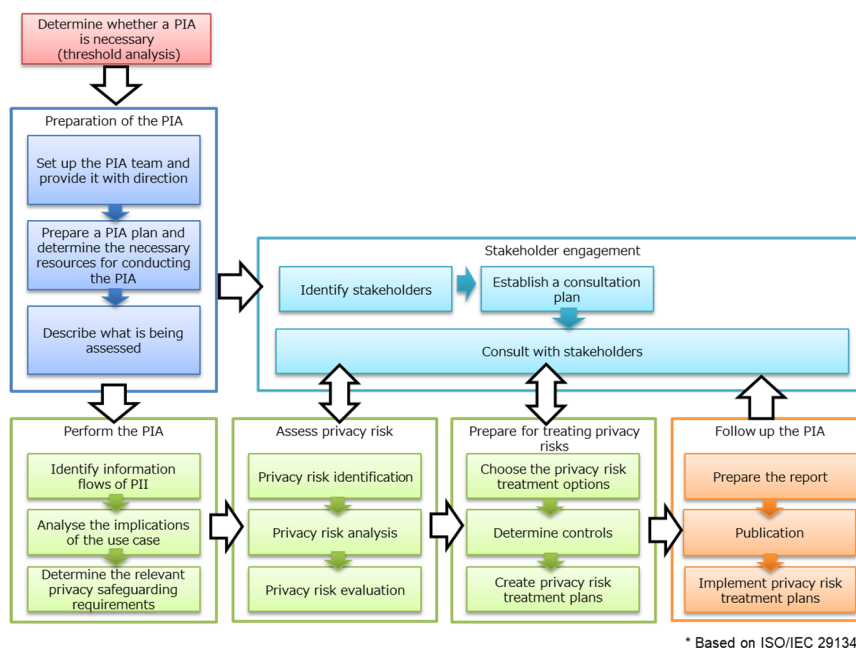 Determine whether a PIA
is necessary
(threshold analysis)
Preparation of the PIA
Set up the PIA team and
provide it with direction
Prepare a PIA plan and
determine the necessary
resources for conducting
the PIA
Describe what is being
assessed
Stakeholder engagement
Identify stakeholders
Establish a consultation
plan
Consult with stakeholders
Perform the PIA
Identify information
flows of PII
Analyse the implications
of the use case
Determine the relevant
privacy safeguarding
requirements
Assess privacy risk
Privacy risk identification
Privacy risk analysis
Privacy risk evaluation
Prepare for treating privacy
risks
Choose the privacy risk
treatment options
Determine controls
Create privacy risk
treatment plans
Follow up the PIA
Prepare the report
Publication
Implement privacy risk
treatment plans
* Based on ISO/IEC 29134